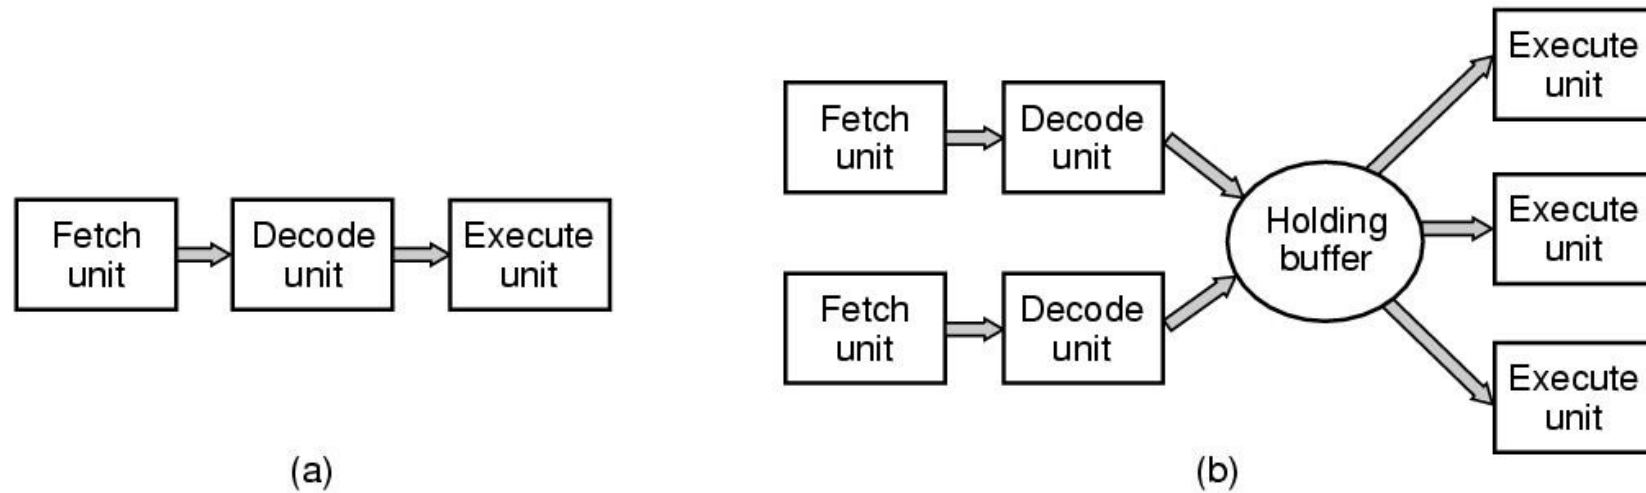 Fetch
unit
Decode
unit
Execute
unit
(a)
Fetch
unit
Decode
unit
Fetch
unit
Decode
unit
Holding
buffer
Execute
unit
Execute
unit
Execute
unit
(b)